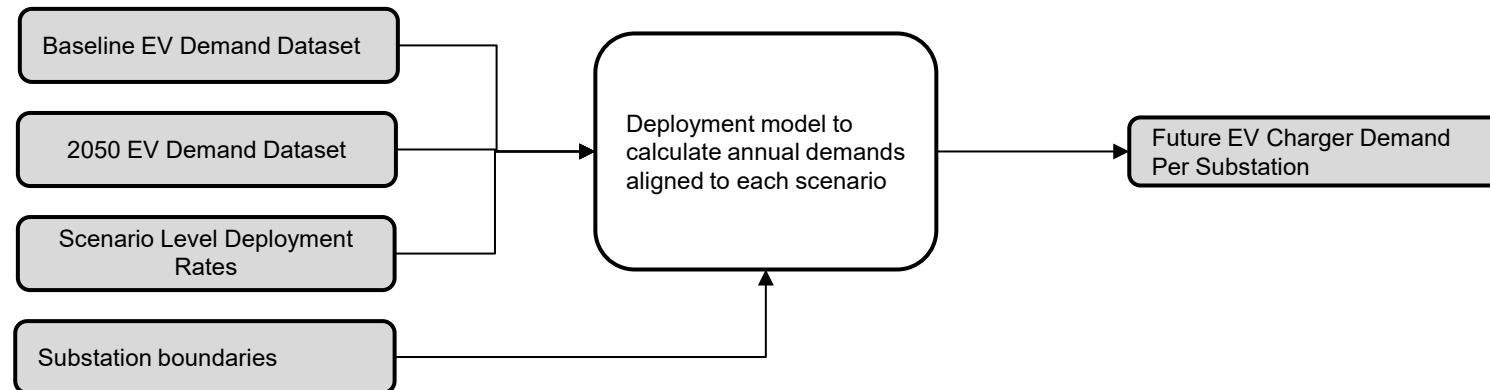 Baseline EV Demand Dataset
2050 EV Demand Dataset
Scenario Level Deployment
Rates
Substation boundaries
Deployment model to
calculate annual demands
aligned to each scenario
Future EV Charger Demand
Per Substation